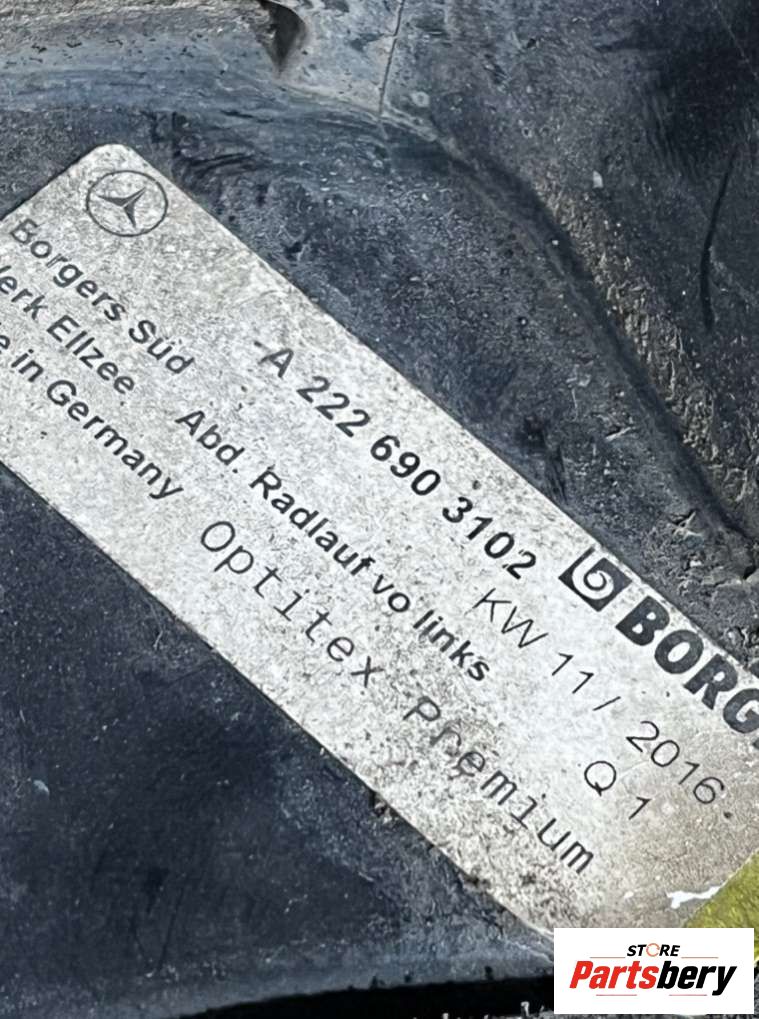 Borgers Süd
Werk Ellzee
in Germany
A 222 690 3102
Abd. Radlauf vo links
Optitex Premium
BORG
KW 11 / 2016
Q 1
STORE
Partsbery